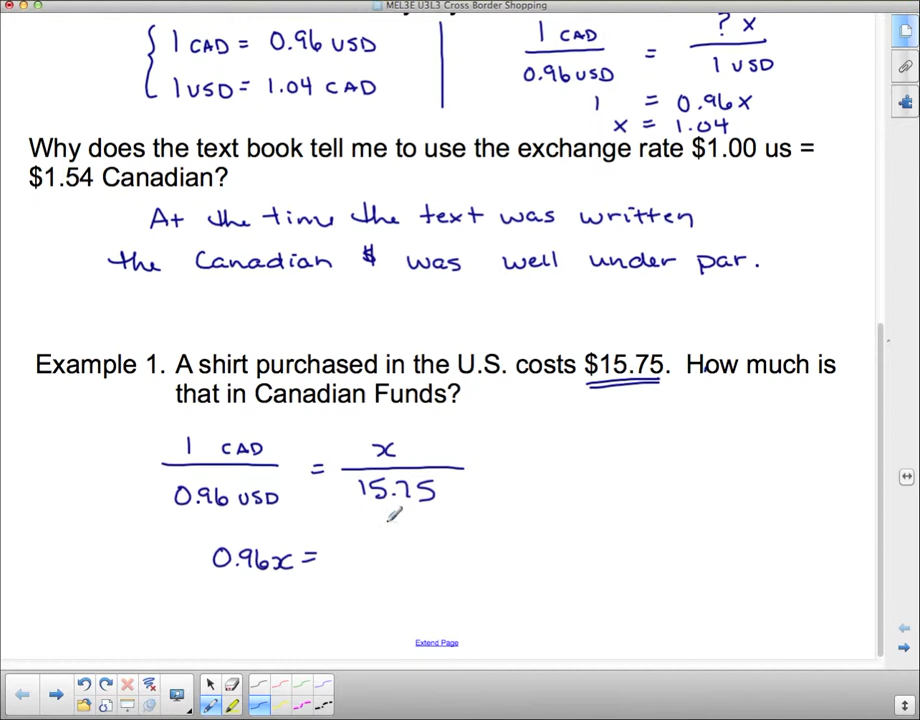 MEL3E U3L3 Cross Border Shopping
1 CAD = 0.96 USD
1 USD = 1.04 CAD
1 CAD / 0.96 USD = ? x / 1 USD
1 = 0.96x
x = 1.04
Why does the text book tell me to use the exchange rate $1.00 us =
$1.54 Canadian?
At the time the text was written
the Canadian $ was well under par.
Example 1. A shirt purchased in the U.S. costs $15.75. How much is
that in Canadian Funds?
1 CAD / 0.96 USD = x / 15.75
0.96x =
Extend Page